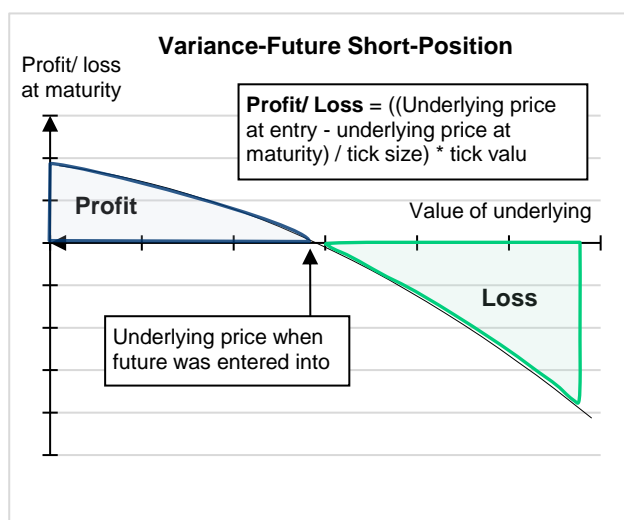 Variance-Future Short-Position
Profit/ loss
at maturity
Profit/ Loss = ((Underlying
price at entry - underlying price at
maturity) / tick size) * tick valu
Profit
Value of underlying
Loss
Underlying price when
future was entered into